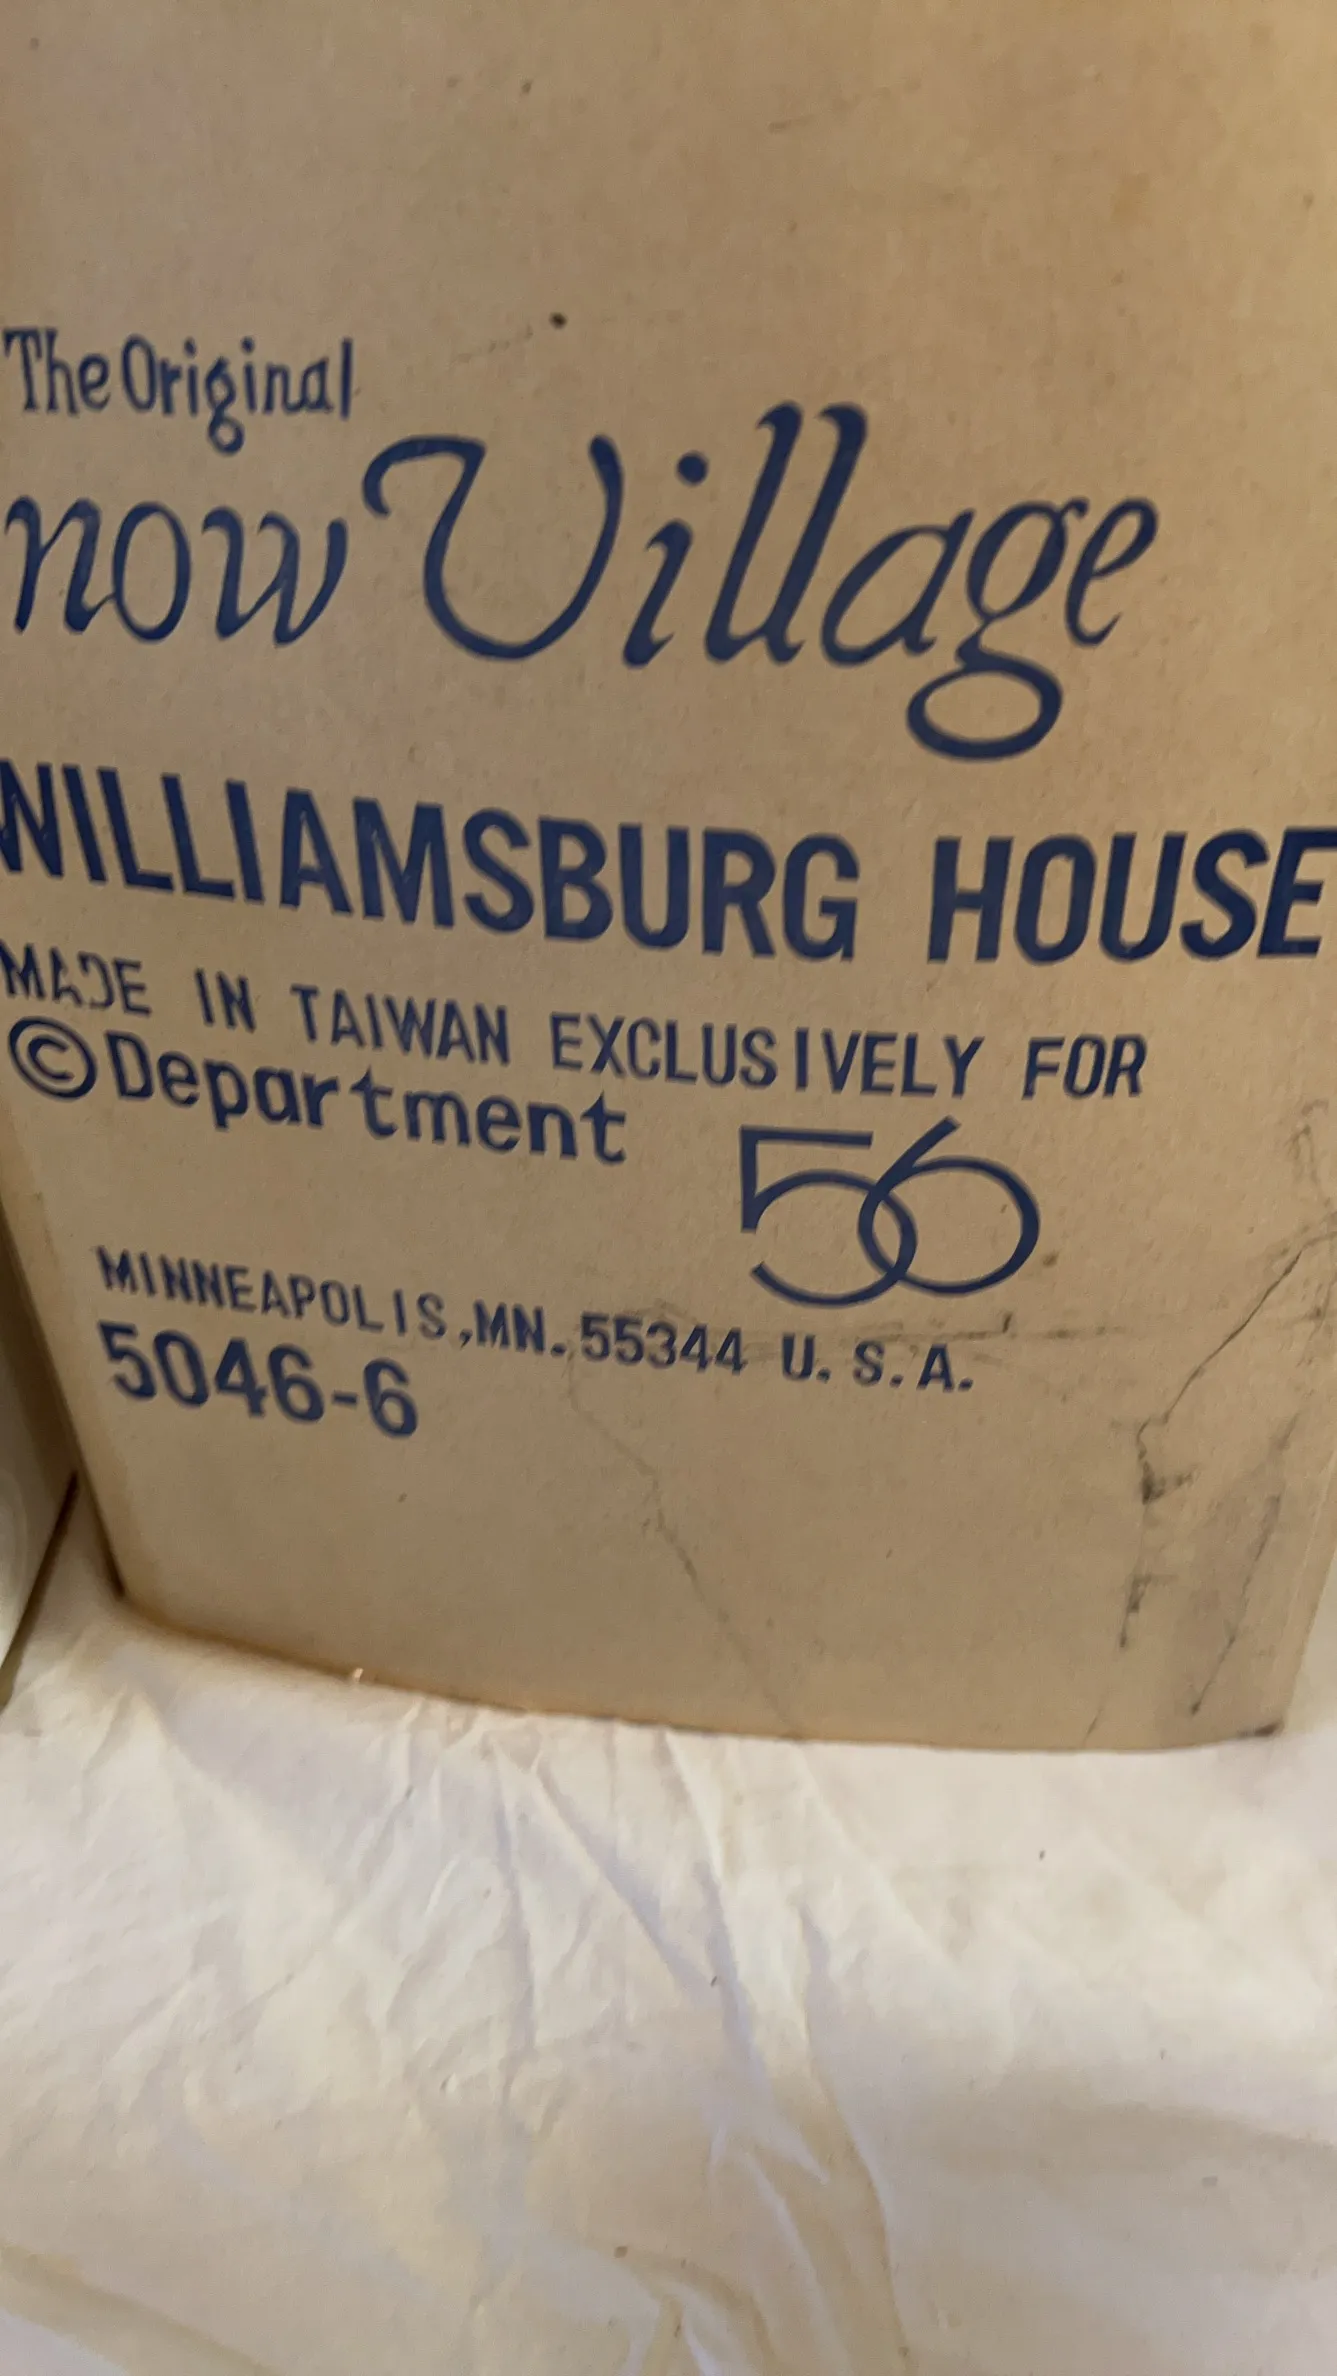 The Original
now Village
WILLIAMSBURG HOUSE
MADE IN TAIWAN EXCLUSIVELY FOR
©Department 56
MINNEAPOLIS,MN. 55344 U. S. A.
5046-6